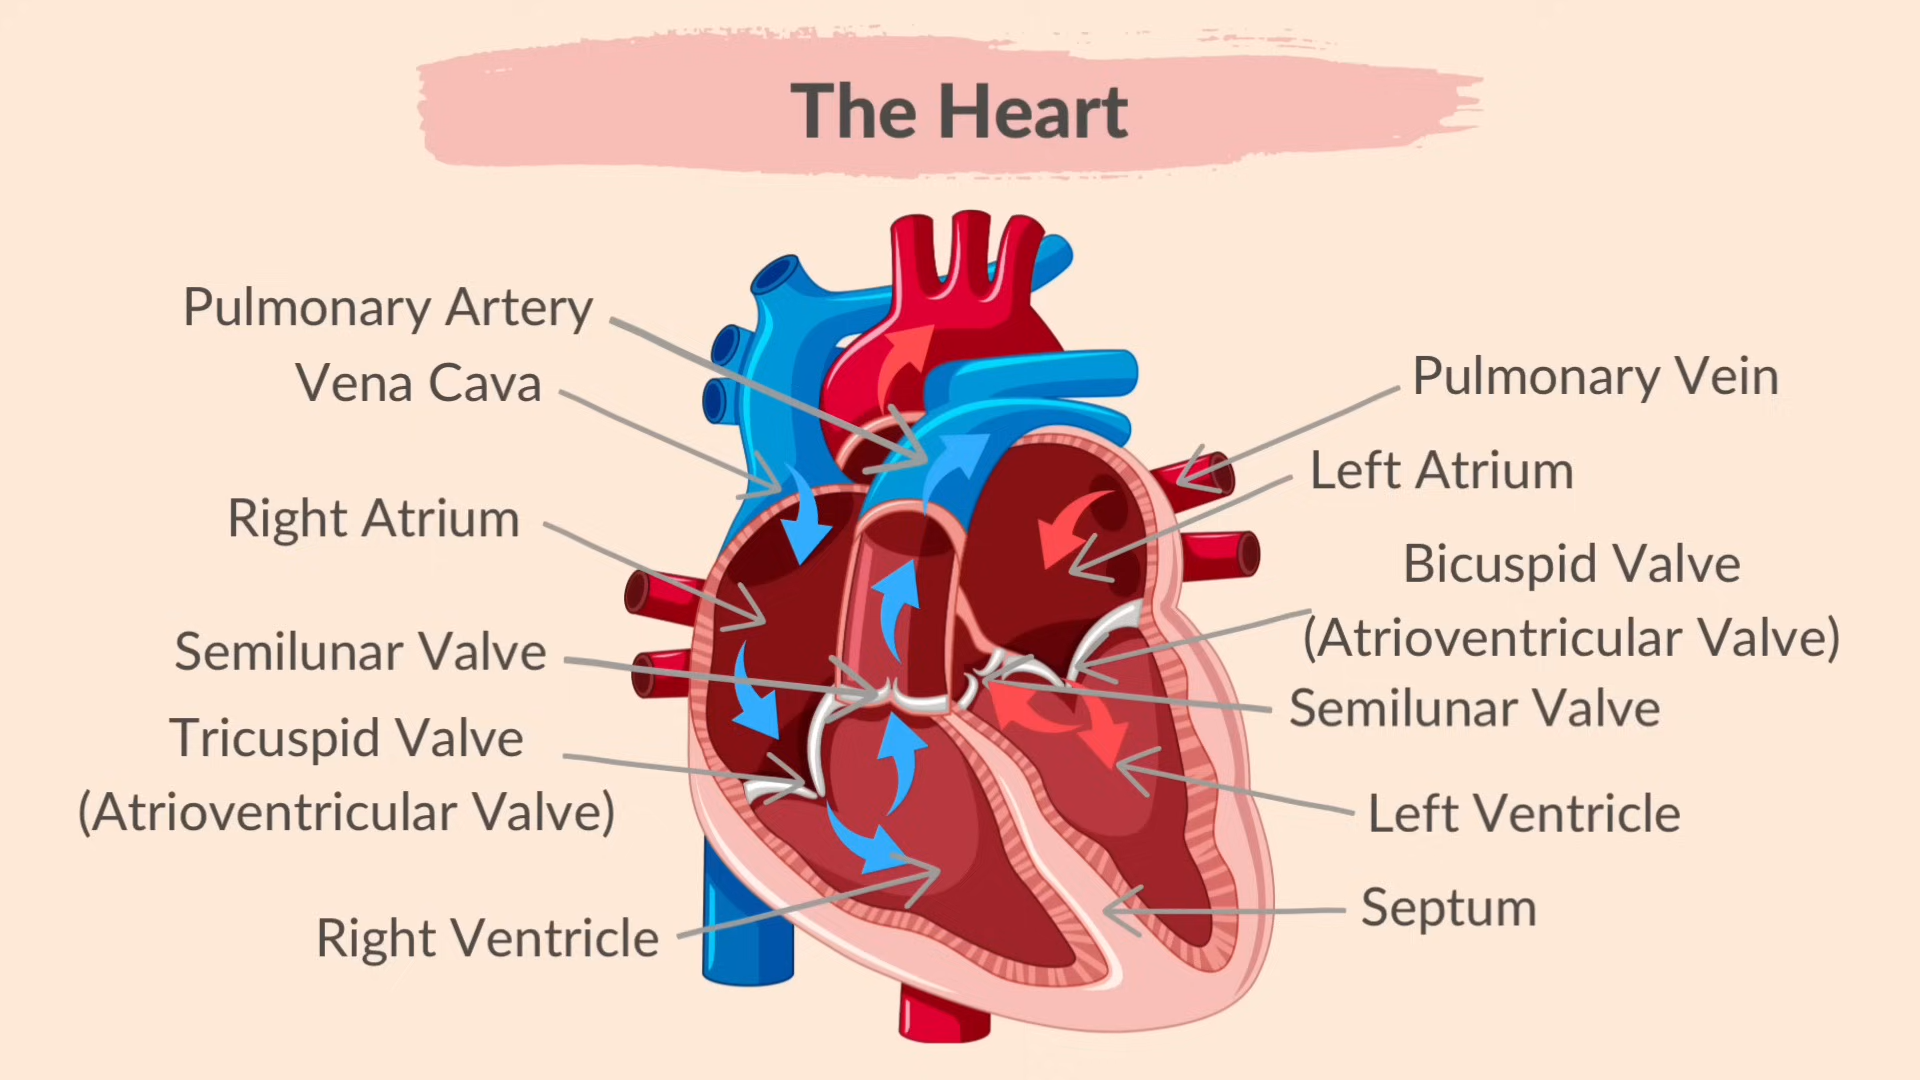 The Heart
Pulmonary Artery
Vena Cava
Right Atrium
Semilunar Valve
Tricuspid Valve
(Atrioventricular Valve)
Right Ventricle
Pulmonary Vein
Left Atrium
Bicuspid Valve
(Atrioventricular Valve)
Semilunar Valve
Left Ventricle
Septum